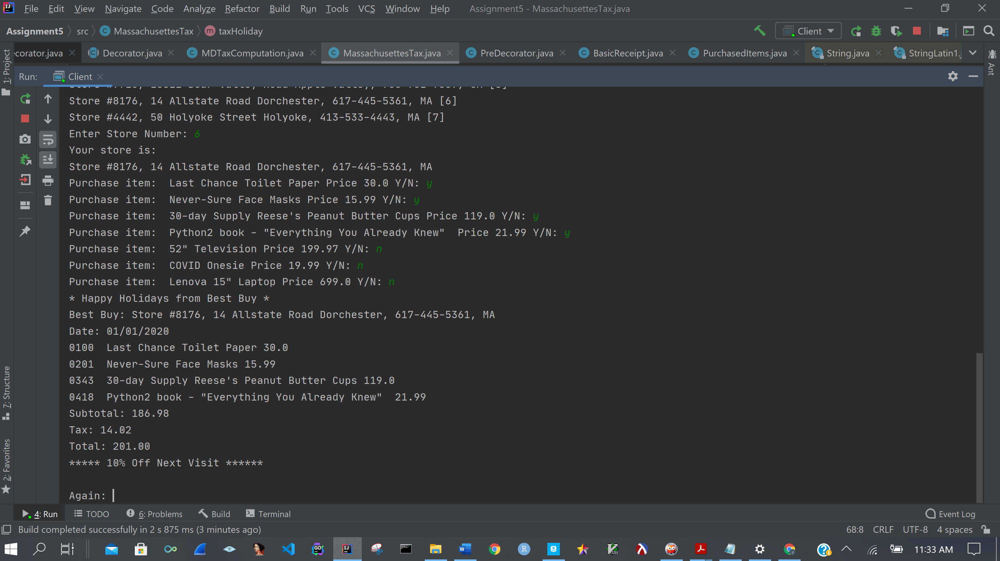 File Edit View Navigate Code Analyze Refactor Build Run Tools VCS Window Help Assignment5 - MassachusettesTax.java
Assignment5 src MassachusettesTax taxHoliday Client
ecorator.java Decorator.java MDTaxComputation.java MassachusettesTax.java PreDecorator.java BasicReceipt.java PurchasedItems.java String.java StringLatin1.j
1: Project
Ant
Run: Client
Store #8176, 14 Allstate Road Dorchester, 617-445-5361, MA [6]
Store #4442, 50 Holyoke Street Holyoke, 413-533-4443, MA [7]
Enter Store Number: 6
Your store is:
Store #8176, 14 Allstate Road Dorchester, 617-445-5361, MA
Purchase item:  Last Chance Toilet Paper Price 30.0 Y/N: y
Purchase item:  Never-Sure Face Masks Price 15.99 Y/N: y
Purchase item:  30-day Supply Reese's Peanut Butter Cups Price 119.0 Y/N: y
Purchase item:  Python2 book - "Everything You Already Knew"  Price 21.99 Y/N: y
Purchase item:  52" Television Price 199.97 Y/N: n
Purchase item:  COVID Onesie Price 19.99 Y/N: n
Purchase item:  Lenova 15" Laptop Price 699.0 Y/N: n
* Happy Holidays from Best Buy *
Best Buy: Store #8176, 14 Allstate Road Dorchester, 617-445-5361, MA
Date: 01/01/2020
0100  Last Chance Toilet Paper 30.0
0201  Never-Sure Face Masks 15.99
0343  30-day Supply Reese's Peanut Butter Cups 119.0
0418  Python2 book - "Everything You Already Knew"  21.99
Subtotal: 186.98
Tax: 14.02
Total: 201.00
***** 10% Off Next Visit ******
Again:
7: Structure
2: Favorites
4: Run TODO 6: Problems Build Terminal Event Log
Build completed successfully in 2 s 875 ms (3 minutes ago) 68:8 CRLF UTF-8 4 spaces
11:33 AM